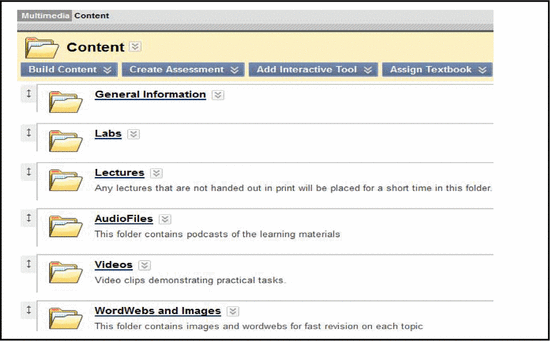 Multimedia Content
Content
Build Content Create Assessment Add Interactive Tool Assign Textbook
General Information
Labs
Lectures
Any lectures that are not handed out in print will be placed for a short time in this folder.
AudioFiles
This folder contains podcasts of the learning materials
Videos
Video clips demonstrating practical tasks.
WordWebs and Images
This folder contains images and wordwebs for fast revision on each topic